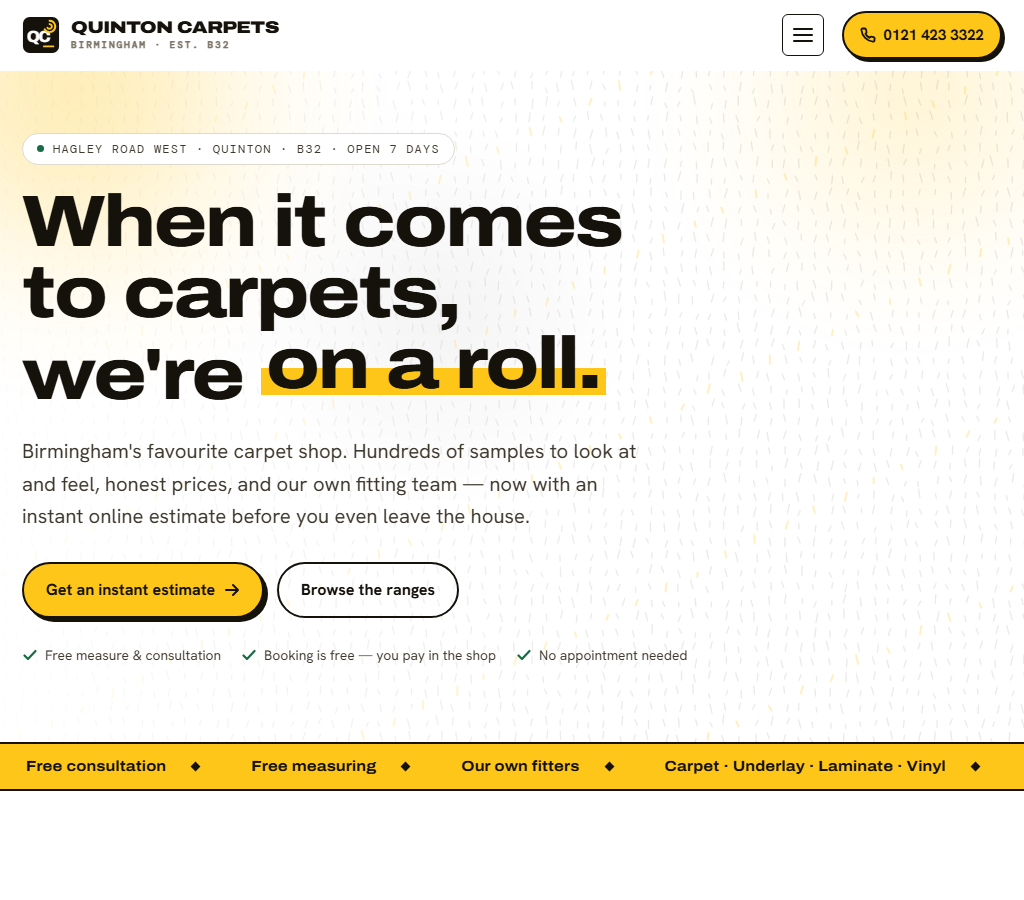 QC
QUINTON CARPETS
BIRMINGHAM · EST. B32
0121 423 3322
HAGLEY ROAD WEST · QUINTON · B32 · OPEN 7 DAYS
When it comes
to carpets,
we're on a roll.
Birmingham's favourite carpet shop. Hundreds of samples to look at
and feel, honest prices, and our own fitting team — now with an
instant online estimate before you even leave the house.
Get an instant estimate
Browse the ranges
Free measure & consultation
Booking is free — you pay in the shop
No appointment needed
Free consultation ◆ Free measuring ◆ Our own fitters ◆ Carpet · Underlay · Laminate · Vinyl ◆